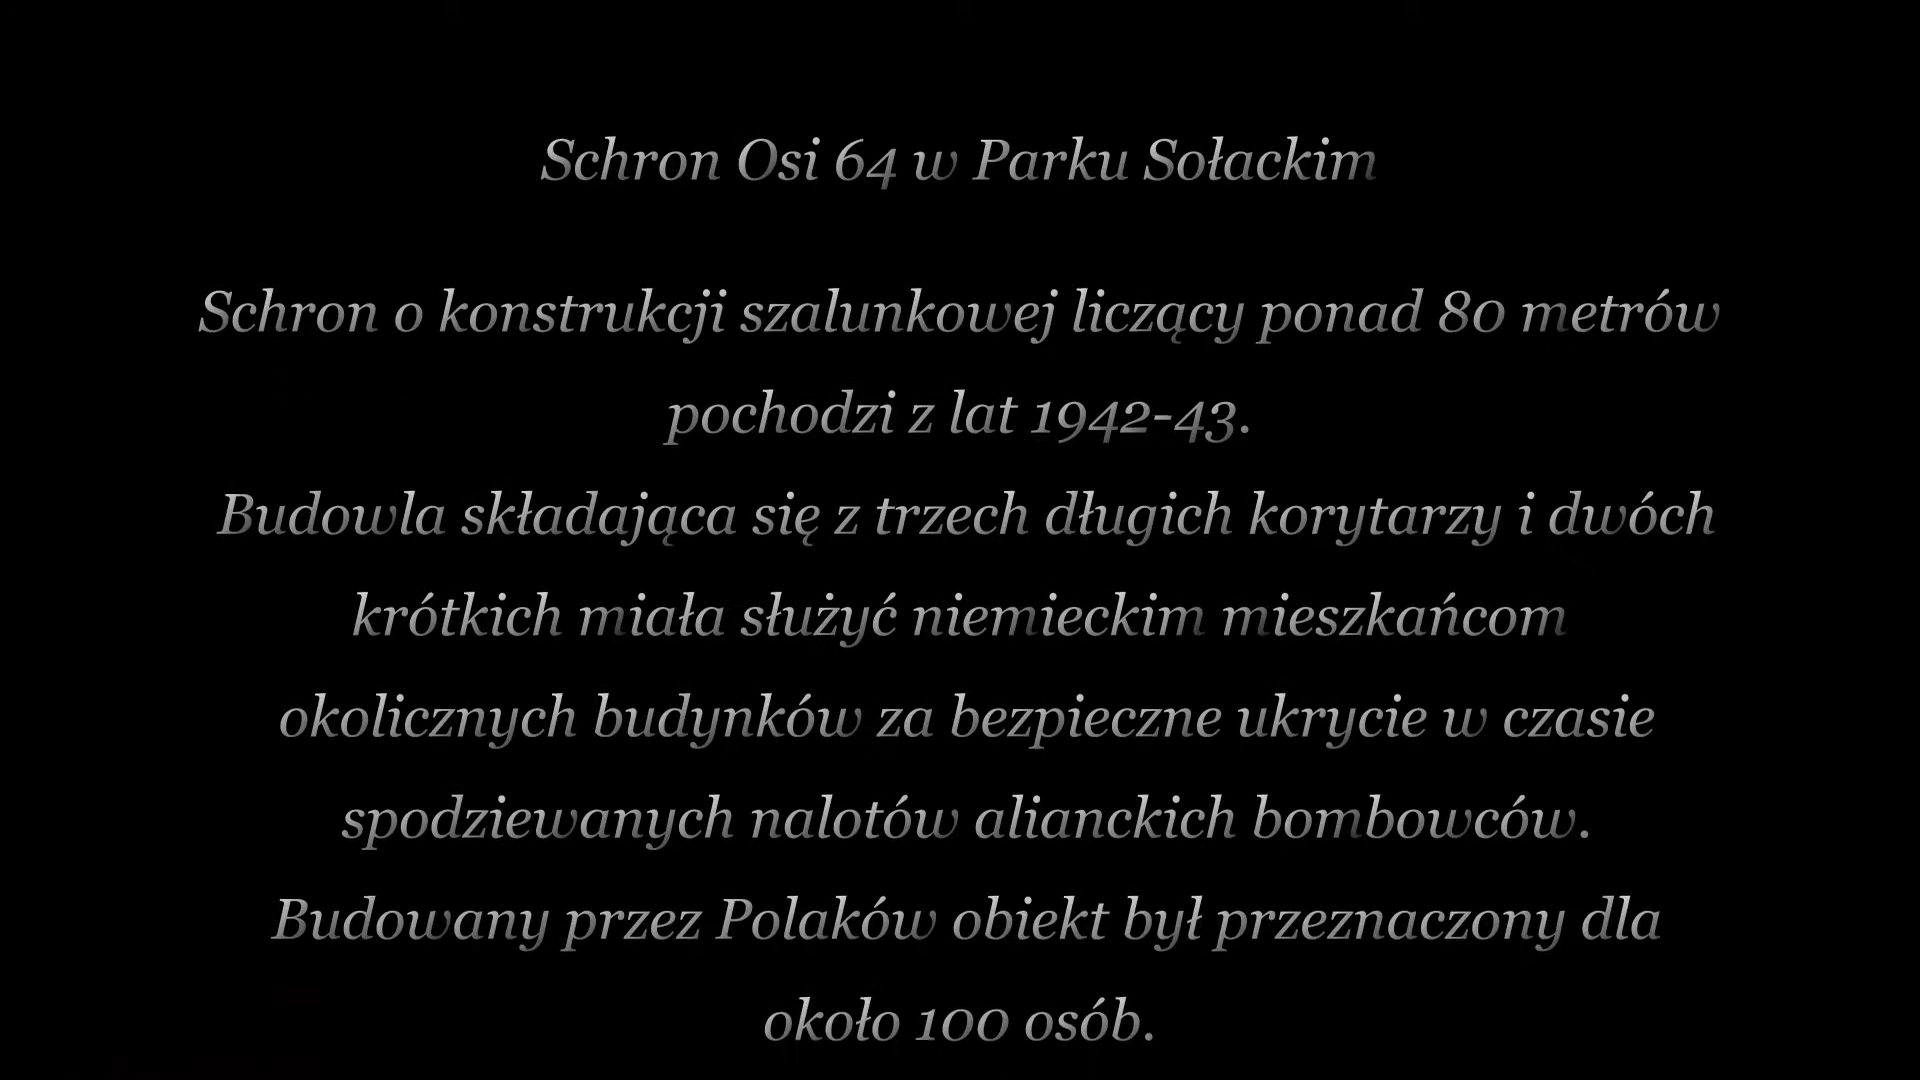 Schron Osi 64 w Parku Sołackim
Schron o konstrukcji szalunkowej liczący ponad 80 metrów
pochodzi z lat 1942-43.
Budowla składająca się z trzech długich korytarzy i dwóch
krótkich miała służyć niemieckim mieszkańcom
okolicznych budynków za bezpieczne ukrycie w czasie
spodziewanych nalotów alianckich bombowców.
Budowany przez Polaków obiekt był przeznaczony dla
około 100 osób.